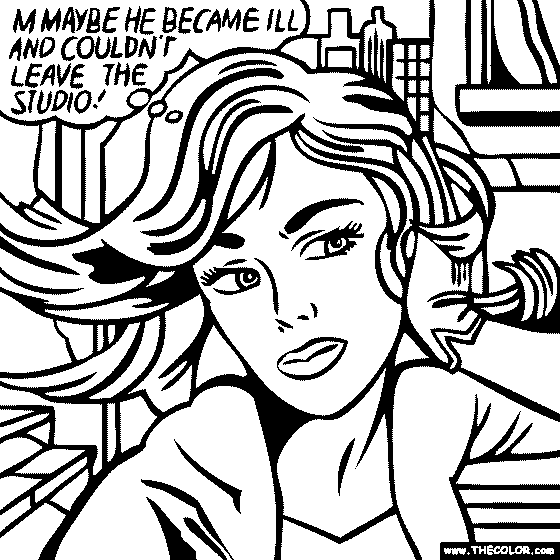 M MAYBE HE BECAME ILL
AND COULDN'T
LEAVE THE
STUDIO!
www.THECOLOR.com